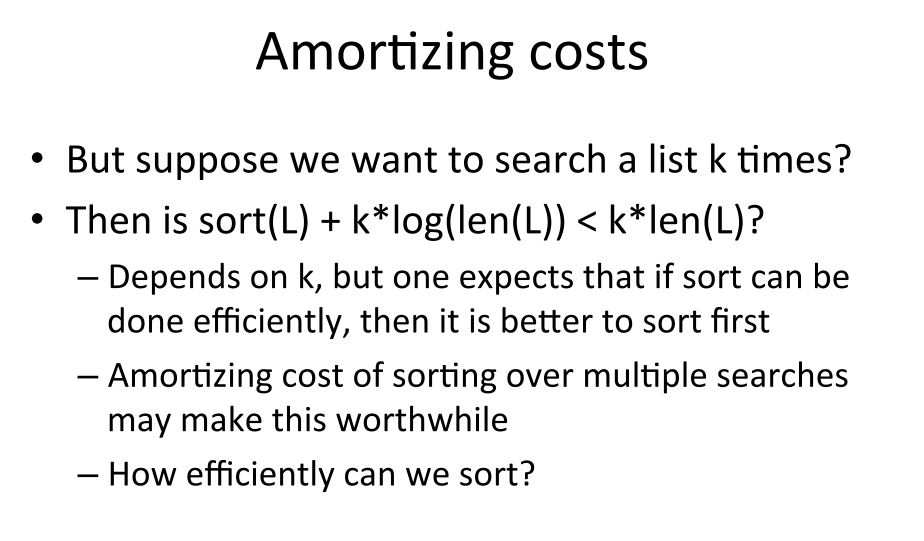 Amortizing costs
• But suppose we want to search a list k times?
• Then is sort(L) + k*log(len(L)) < k*len(L)?
– Depends on k, but one expects that if sort can be
done efficiently, then it is better to sort first
– Amortizing cost of sorting over multiple searches
may make this worthwhile
– How efficiently can we sort?